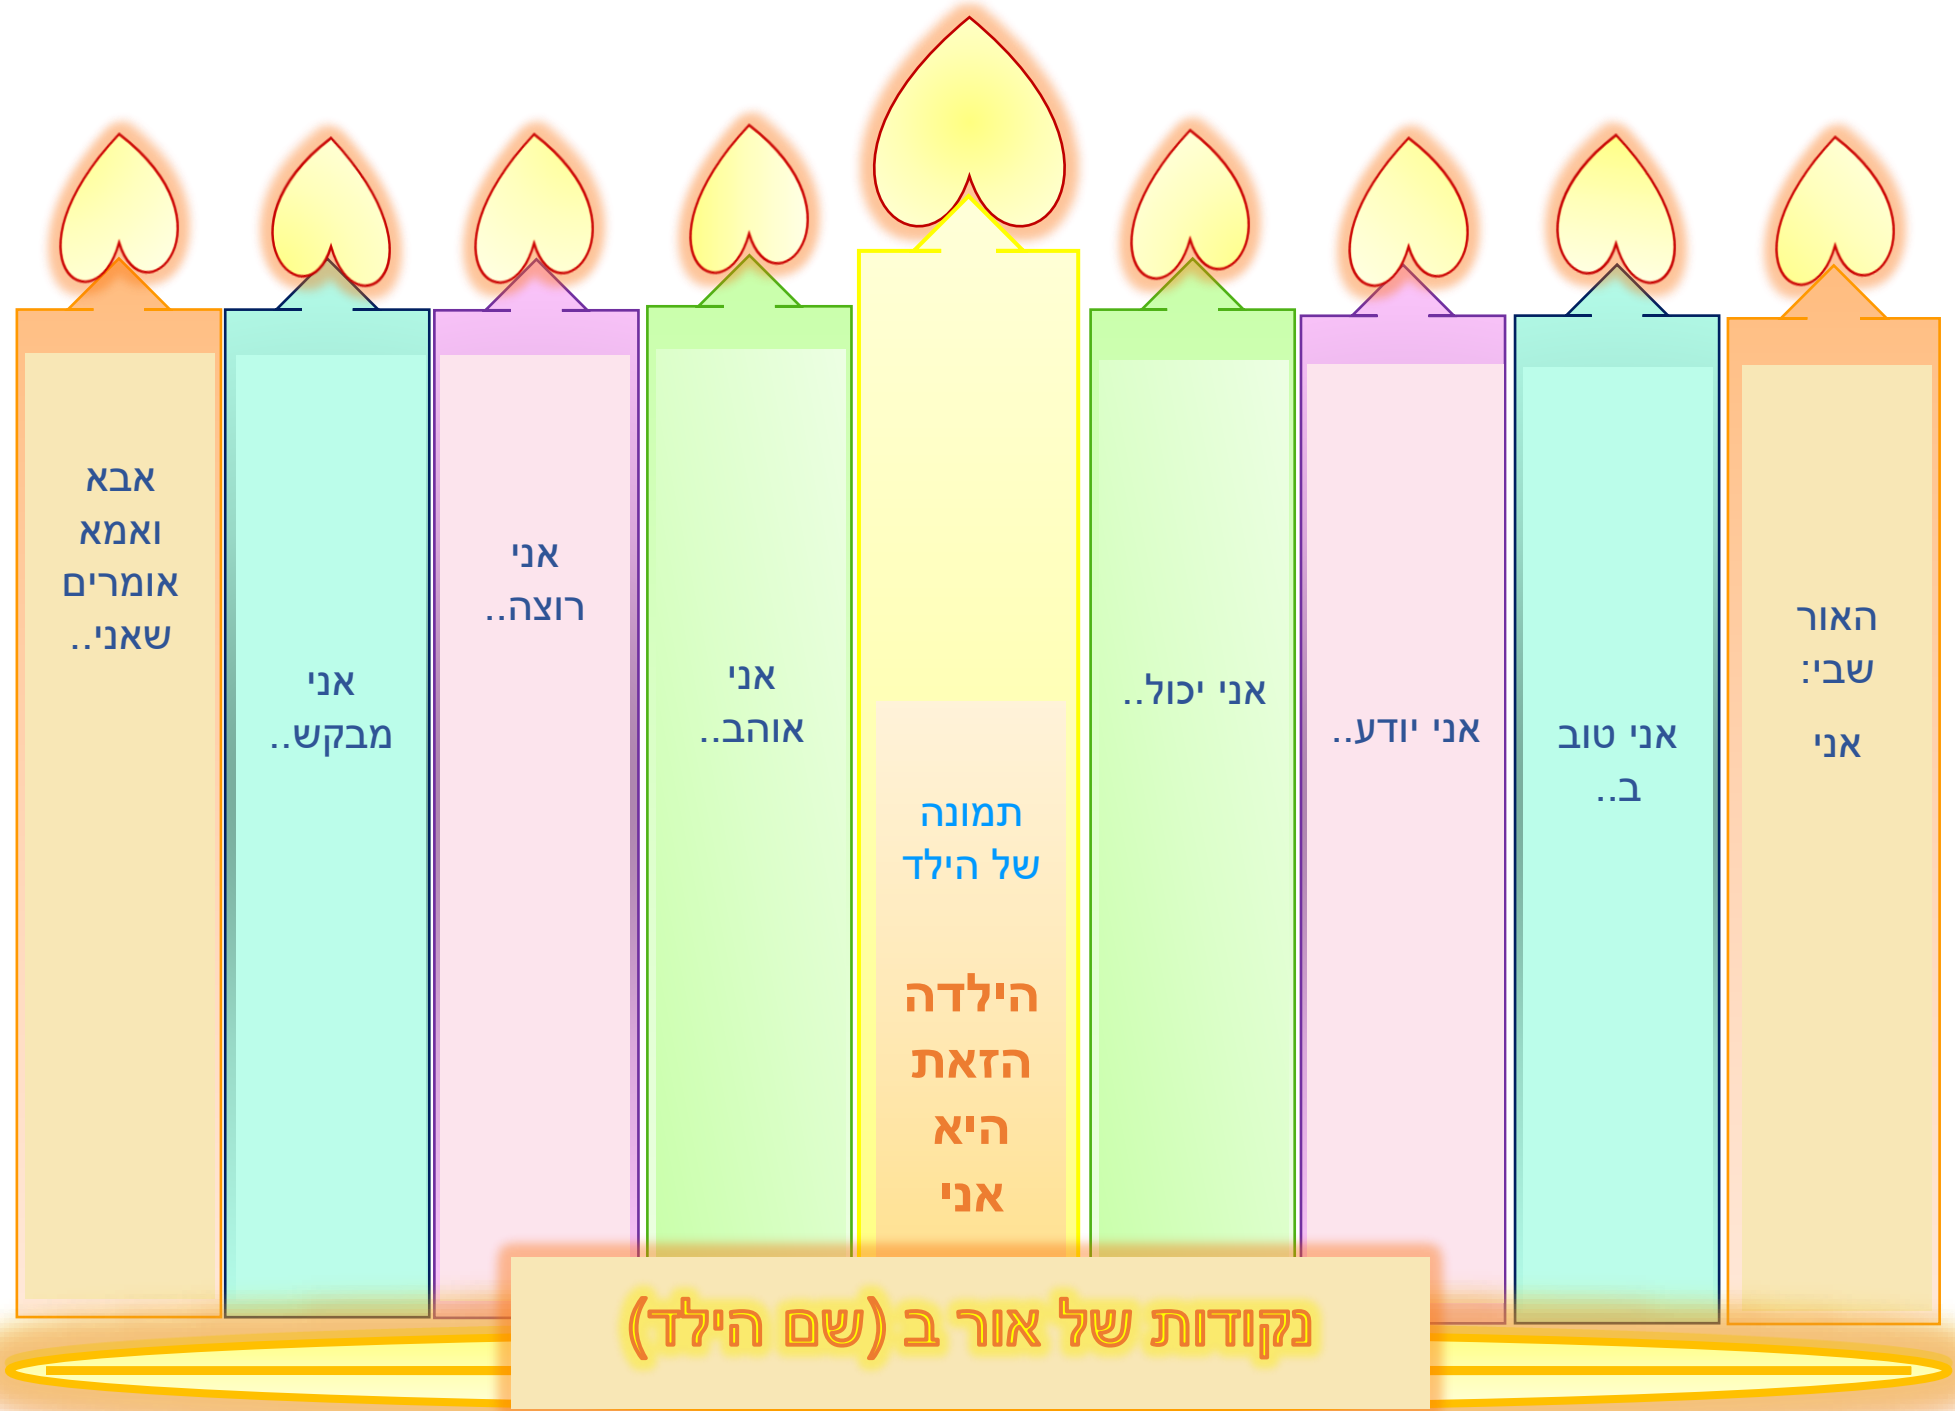 האור
שבי:
אני
אני טוב
ב..
אני יודע..
אני יכול..
תמונה
של הילד
הילדה
הזאת
היא
אני
אני
אוהב..
אני
רוצה..
אני
מבקש..
אבא
ואמא
אומרים
שאני..
נקודות של אור ב (שם הילד)